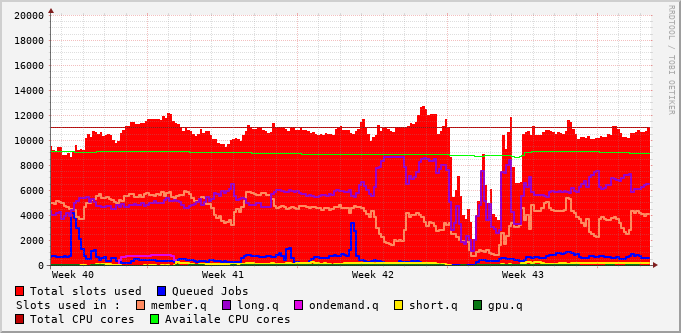 20000
18000
16000
14000
12000
10000
8000
6000
4000
2000
0
Week 40 Week 41 Week 42 Week 43
Total slots used Queued Jobs
Slots used in : member.q long.q ondemand.q short.q gpu.q
Total CPU cores Availale CPU cores
RRDTOOL / TOBI OETIKER